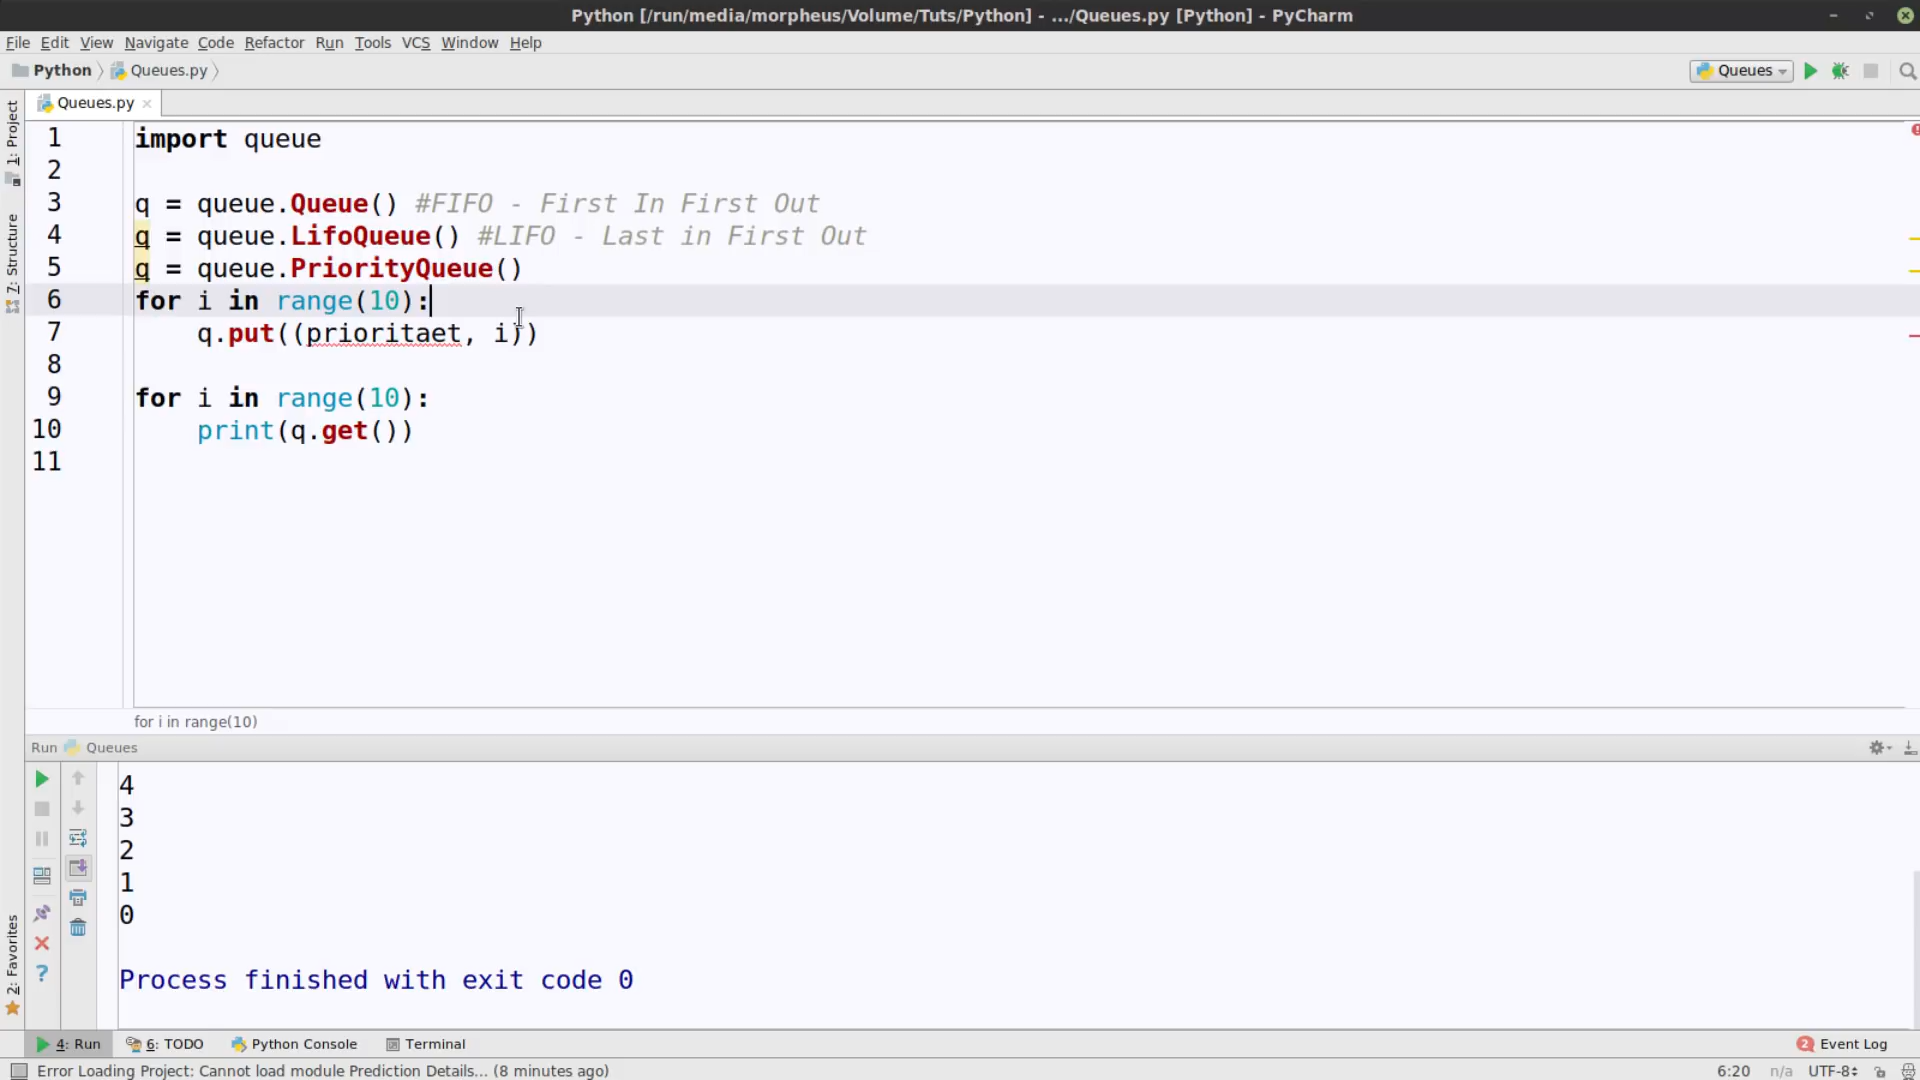 Python [/run/media/morpheus/Volume/Tuts/Python] - .../Queues.py [Python] - PyCharm
File Edit View Navigate Code Refactor Run Tools VCS Window Help
Python Queues.py Queues
Queues.py
1: Project
7: Structure
2: Favorites
1 import queue
2
3 q = queue.Queue() #FIFO - First In First Out
4 q = queue.LifoQueue() #LIFO - Last in First Out
5 q = queue.PriorityQueue()
6 for i in range(10):
7     q.put((prioritaet, i))
8
9 for i in range(10):
10     print(q.get())
11
for i in range(10)
Run Queues
4
3
2
1
0
Process finished with exit code 0
4: Run 6: TODO Python Console Terminal 2 Event Log
Error Loading Project: Cannot load module Prediction Details... (8 minutes ago) 6:20 n/a UTF-8